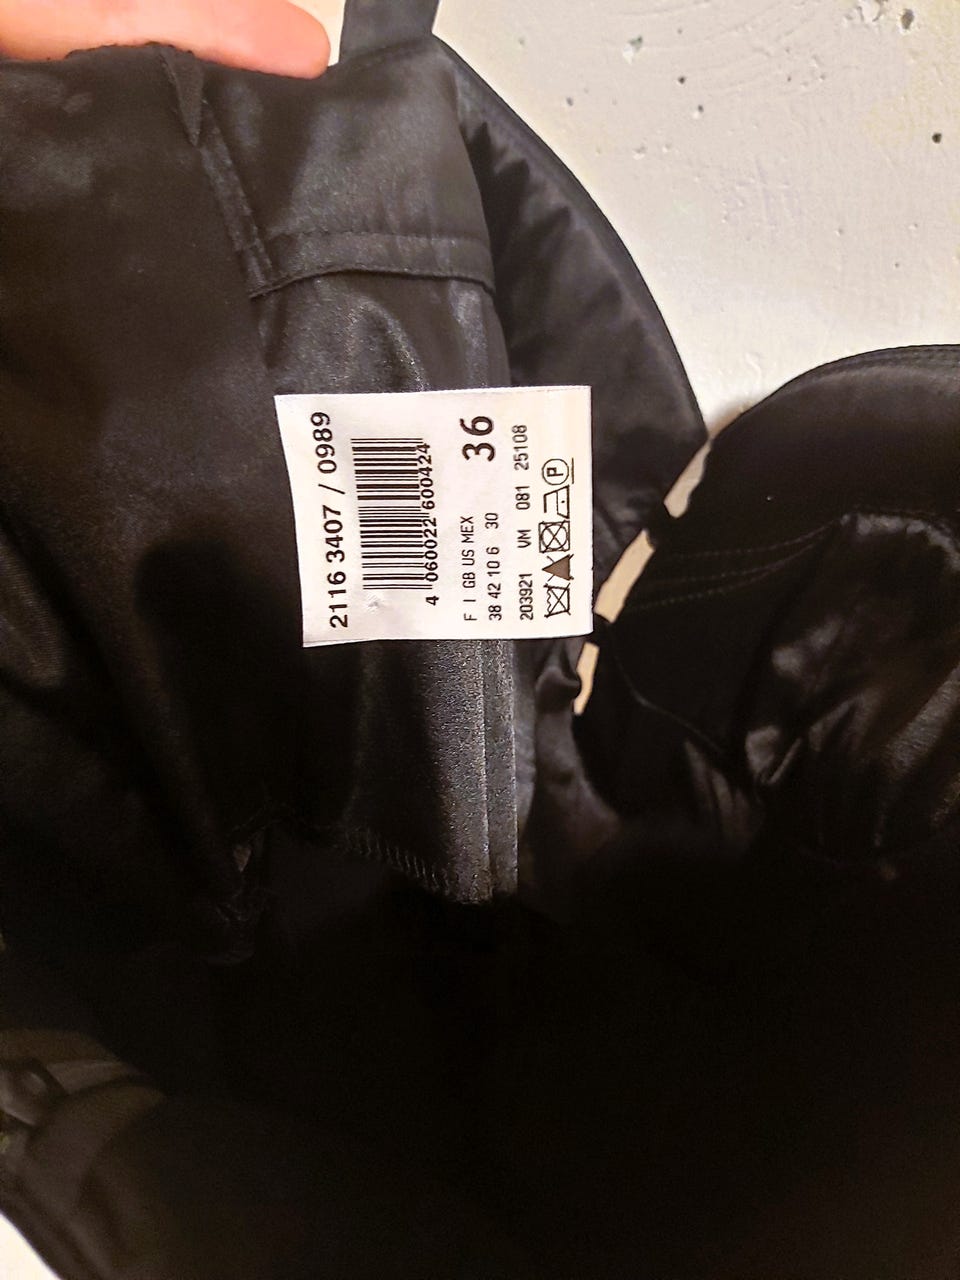 2116 3407 / 0989
4 060022 600424
36
F I GB US MEX
38 42 10 6 30
203921 VM 081 25108
P